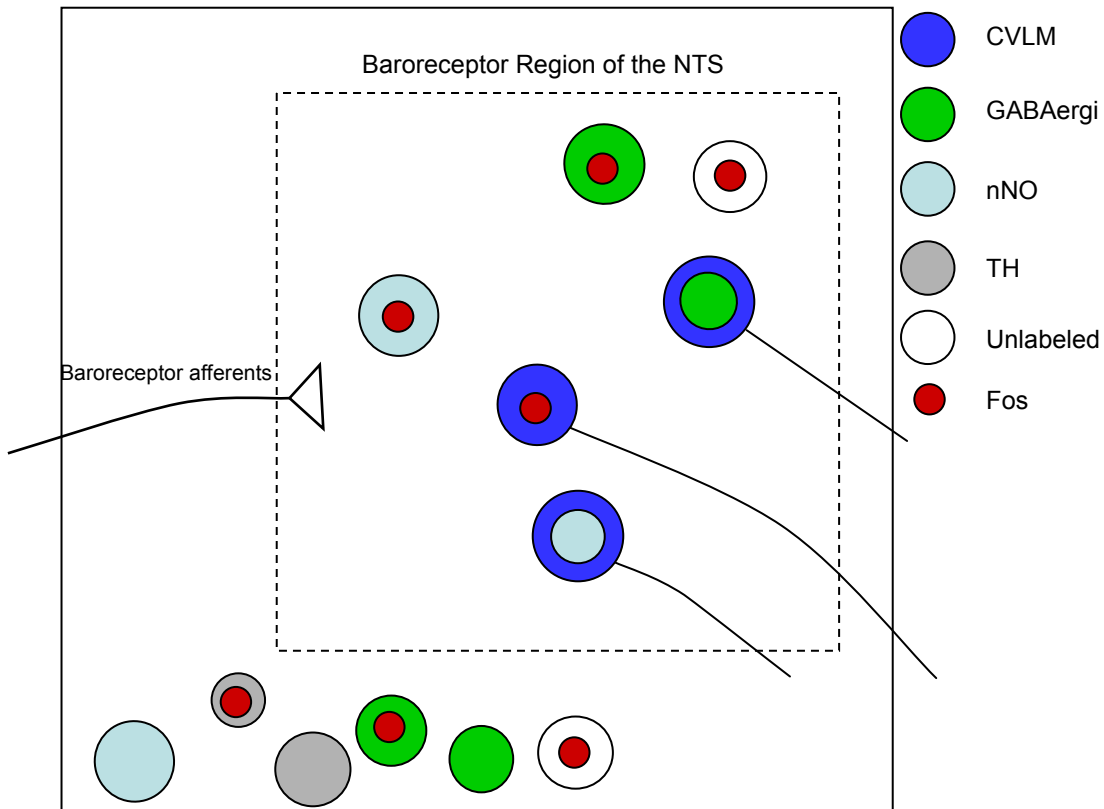 Baroreceptor Region of the NTS
Baroreceptor afferents
CVLM
GABAergi
nNO
TH
Unlabeled
Fos